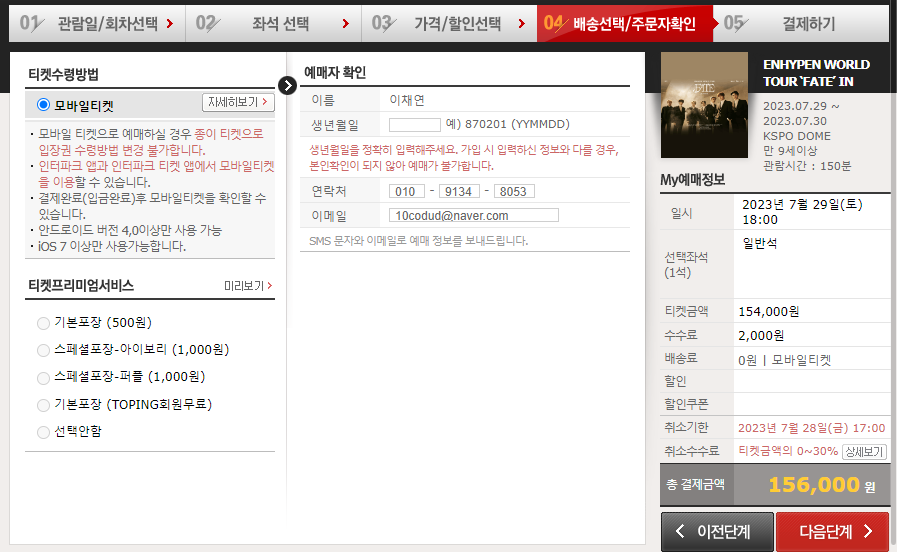 01 관람일/회차선택
02 좌석 선택
03 가격/할인선택
04 배송선택/주문자확인
05 결제하기
티켓수령방법
모바일티켓
자세히보기 >
· 모바일 티켓으로 예매하실 경우 종이 티켓으로
입장권 수령방법 변경 불가합니다.
· 인터파크 앱과 인터파크 티켓 앱에서 모바일티켓
을 이용할 수 있습니다.
· 결제완료(입금완료)후 모바일티켓을 확인할 수
있습니다.
· 안드로이드 버전 4,0이상만 사용 가능
· iOS 7 이상만 사용가능합니다.
티켓프리미엄서비스
미리보기 >
기본포장 (500원)
스페셜포장-아이보리 (1,000원)
스페셜포장-퍼플 (1,000원)
기본포장 (TOPING회원무료)
선택안함
예매자 확인
이름 이채연
생년월일 예) 870201 (YYMMDD)
생년월일을 정확히 입력해주세요. 가입 시 입력하신 정보와 다를 경우,
본인확인이 되지 않아 예매가 불가합니다.
연락처 010 - 9134 - 8053
이메일 10codud@naver.com
SMS 문자와 이메일로 예매 정보를 보내드립니다.
FATE
ENHYPEN WORLD
TOUR 'FATE' IN
2023.07.29 ~
2023.07.30
KSPO DOME
만 9세이상
관람시간 : 150분
My예매정보
일시 2023년 7월 29일(토)
18:00
선택좌석
(1석)
일반석
티켓금액 154,000원
수수료 2,000원
배송료 0원 | 모바일티켓
할인
할인쿠폰
취소기한 2023년 7월 28일(금) 17:00
취소수수료 티켓금액의 0~30% 상세보기
총 결제금액 156,000 원
< 이전단계
다음단계 >